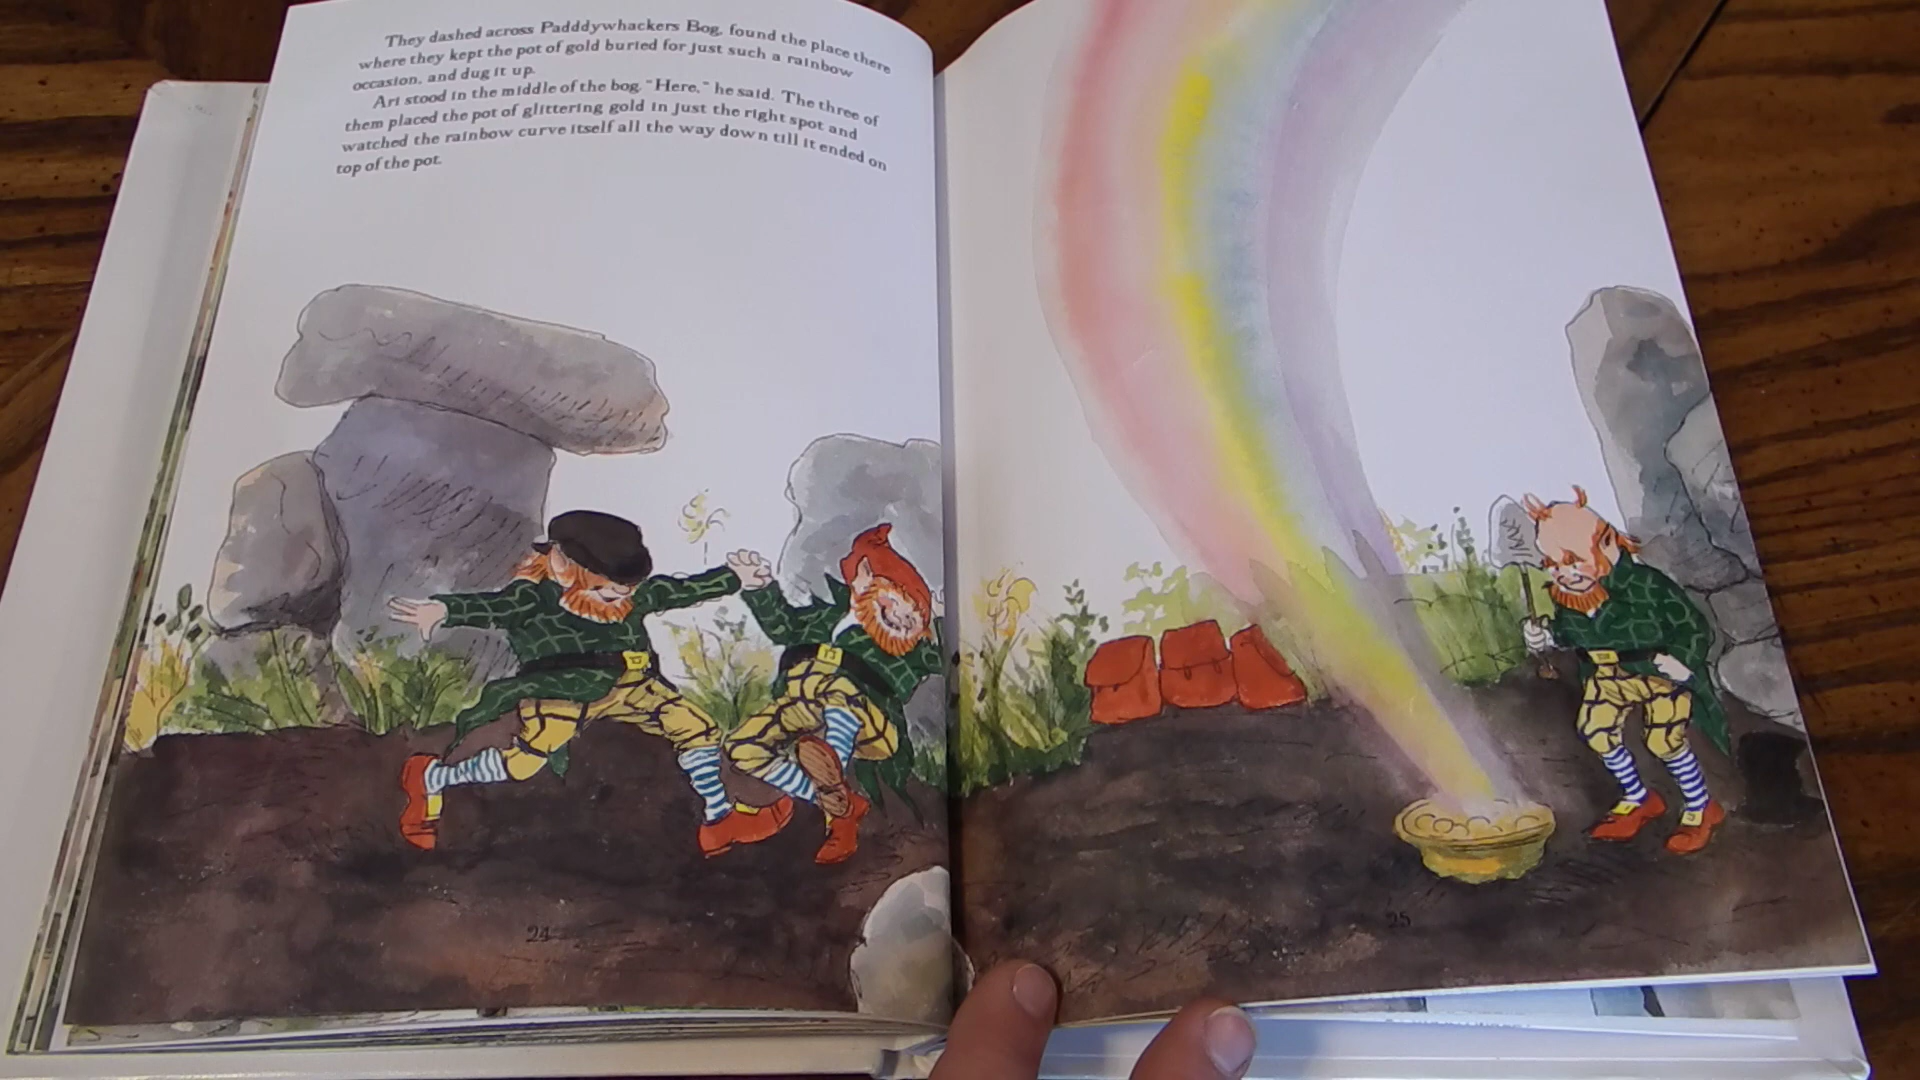 They dashed across Padddywhackers Bog, found the place there
where they kept the pot of gold buried for just such a rainbow
occasion, and dug it up.
Ari stood in the middle of the bog. "Here," he said. The three of
them placed the pot of glittering gold in just the right spot and
watched the rainbow curve itself all the way down till it ended on
top of the pot.
24
25